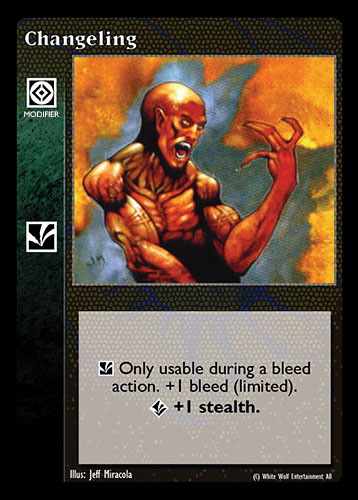 Changeling
MODIFIER
JM
Only usable during a bleed
action. +1 bleed (limited).
+1 stealth.
Illus: Jeff Miracola
(C) White Wolf Entertainment AB